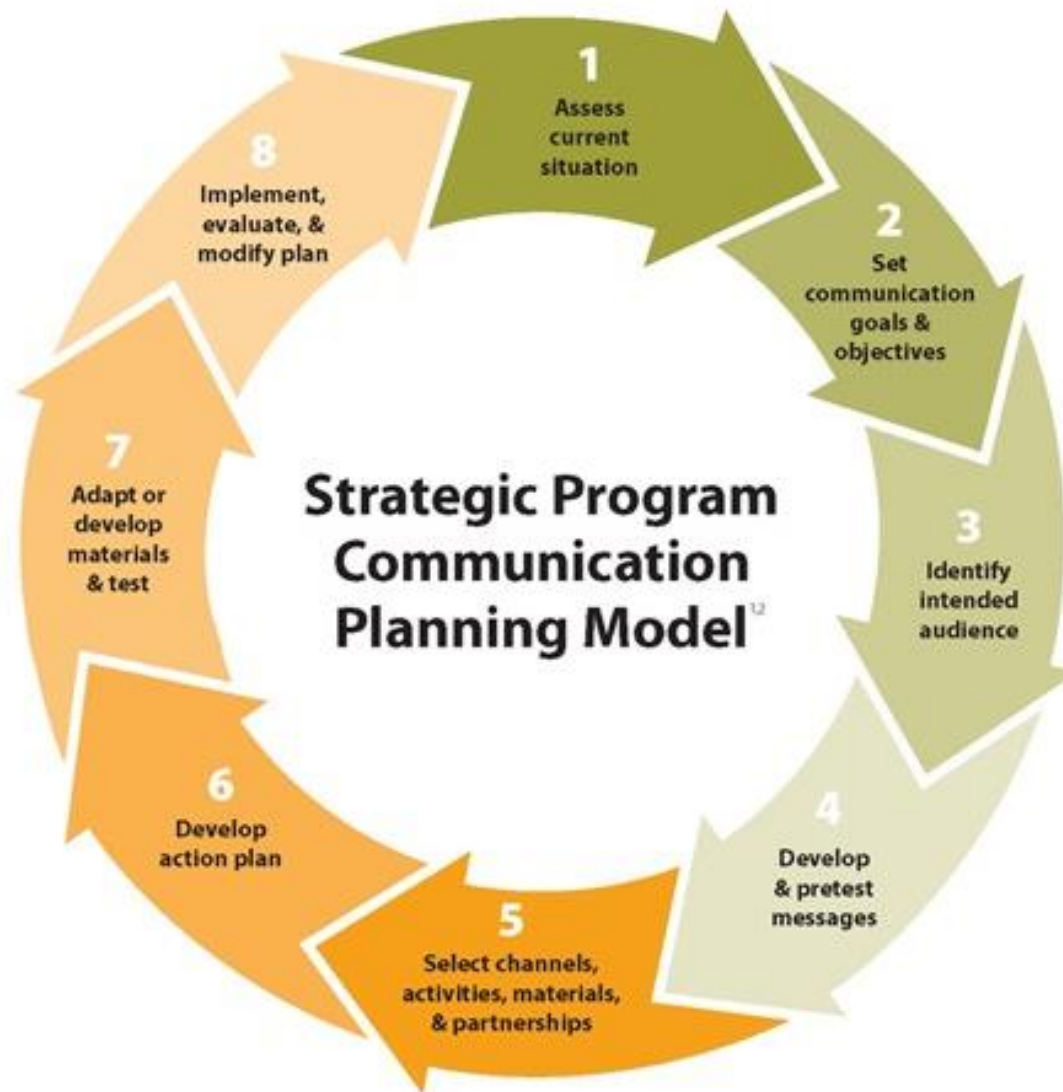 1
Assess
current
situation
2
Set
communication
goals &
objectives
3
Identify
intended
audience
4
Develop
& pretest
messages
5
Select channels,
activities, materials,
& partnerships
6
Develop
action plan
7
Adapt or
develop
materials
& test
8
Implement,
evaluate, &
modify plan
Strategic Program
Communication
Planning Model